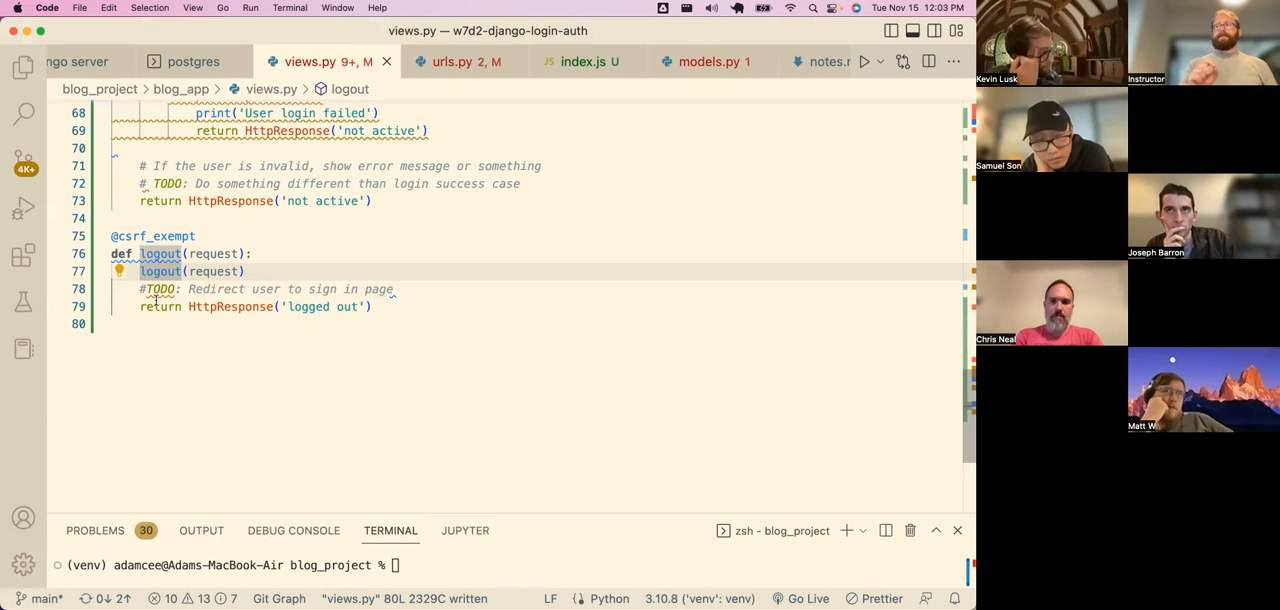 Code File Edit Selection View Go Run Terminal Window Help Tue Nov 15 12:03 PM
views.py — w7d2-django-login-auth
ngo server postgres views.py 9+, M urls.py 2, M index.js U models.py 1 notes.r
blog_project > blog_app > views.py > logout
68 print('User login failed')
69 return HttpResponse('not active')
70
71 # If the user is invalid, show error message or something
72 # TODO: Do something different than login success case
73 return HttpResponse('not active')
74
75 @csrf_exempt
76 def logout(request):
77 logout(request)
78 #TODO: Redirect user to sign in page
79 return HttpResponse('logged out')
80
4K+
PROBLEMS 30 OUTPUT DEBUG CONSOLE TERMINAL JUPYTER zsh - blog_project
(venv) adamcee@Adams-MacBook-Air blog_project %
main* 0↓ 2↑ 10 13 7 Git Graph "views.py" 80L 2329C written LF Python 3.10.8 ('venv': venv) Go Live Prettier
Kevin Lusk
Instructor
Samuel Son
Joseph Barron
Chris Neal
Matt W